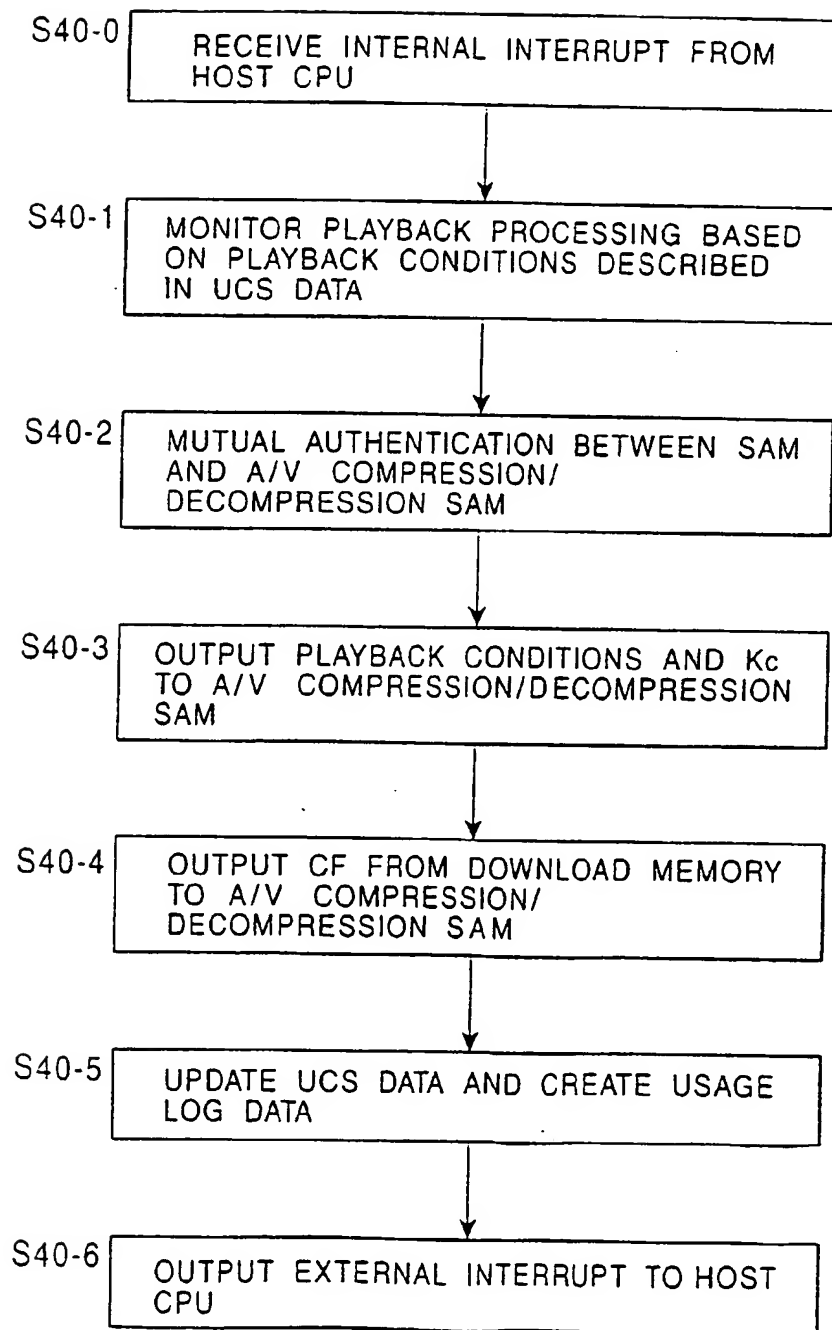 S40-0
RECEIVE INTERNAL INTERRUPT FROM
HOST CPU
S40-1
MONITOR PLAYBACK PROCESSING BASED
ON PLAYBACK CONDITIONS DESCRIBED
IN UCS DATA
S40-2
MUTUAL AUTHENTICATION BETWEEN SAM
AND A/V COMPRESSION/
DECOMPRESSION SAM
S40-3
OUTPUT PLAYBACK CONDITIONS AND Kc
TO A/V COMPRESSION/DECOMPRESSION
SAM
S40-4
OUTPUT CF FROM DOWNLOAD MEMORY
TO A/V COMPRESSION/
DECOMPRESSION SAM
S40-5
UPDATE UCS DATA AND CREATE USAGE
LOG DATA
S40-6
OUTPUT EXTERNAL INTERRUPT TO HOST
CPU